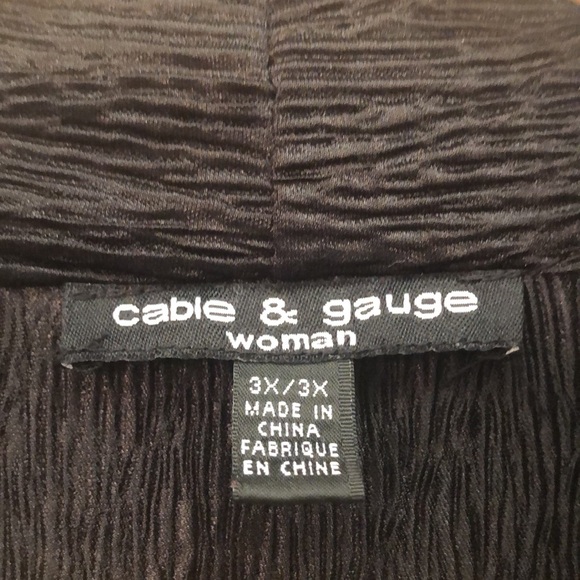 cable & gauge
woman
3X/3X
MADE IN
CHINA
FABRIQUE
EN CHINE